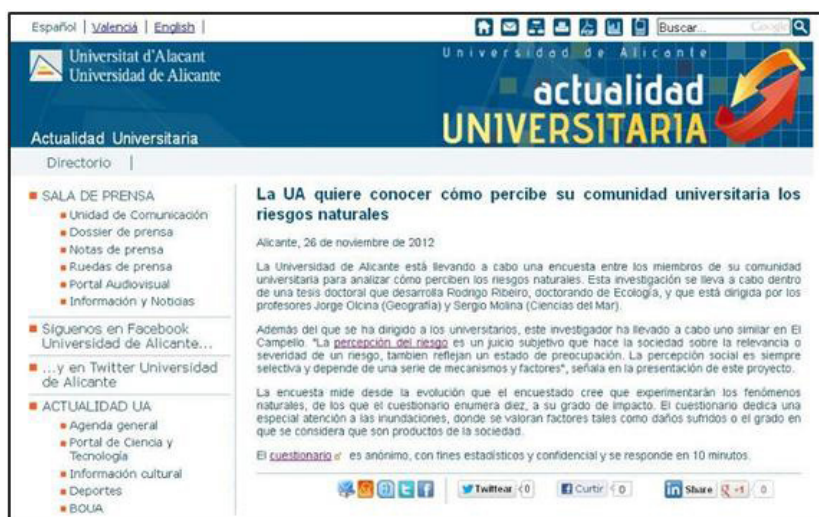 Español | Valencià | English |
Buscar... Google
Universitat d'Alacant
Universidad de Alicante
Universidad de Alicante
actualidad
UNIVERSITARIA
Actualidad Universitaria
Directorio |
SALA DE PRENSA
Unidad de Comunicación
Dossier de prensa
Notas de prensa
Ruedas de prensa
Portal Audiovisual
Información y Noticias
Síguenos en Facebook
Universidad de Alicante...
...y en Twitter Universidad
de Alicante
ACTUALIDAD UA
Agenda general
Portal de Ciencia y
Tecnología
Información cultural
Deportes
BOUA
La UA quiere conocer cómo percibe su comunidad universitaria los
riesgos naturales
Alicante, 26 de noviembre de 2012
La Universidad de Alicante está llevando a cabo una encuesta entre los miembros de su comunidad
universitaria para analizar cómo perciben los riesgos naturales. Esta investigación se lleva a cabo dentro
de una tesis doctoral que desarrolla Rodrigo Ribeiro, doctorando de Ecología, y que está dirigida por los
profesores Jorge Olcina (Geografía) y Sergio Molina (Ciencias del Mar).
Además del que se ha dirigido a los universitarios, este investigador ha llevado a cabo uno similar en El
Campello. "La percepción del riesgo es un juicio subjetivo que hace la sociedad sobre la relevancia o
severidad de un riesgo, tambien reflejan un estado de preocupación. La percepción social es siempre
selectiva y depende de una serie de mecanismos y factores", señala en la presentación de este proyecto.
La encuesta mide desde la evolución que el encuestado cree que experimentarán los fenómenos
naturales, de los que el cuestionario enumera diez, a su grado de impacto. El cuestionario dedica una
especial atención a las inundaciones, donde se valoran factores tales como daños sufridos o el grado en
que se considera que son productos de la sociedad.
El cuestionario es anónimo, con fines estadísticos y confidencial y se responde en 10 minutos.
Twittear 0 Curtir 0 Share +1 0